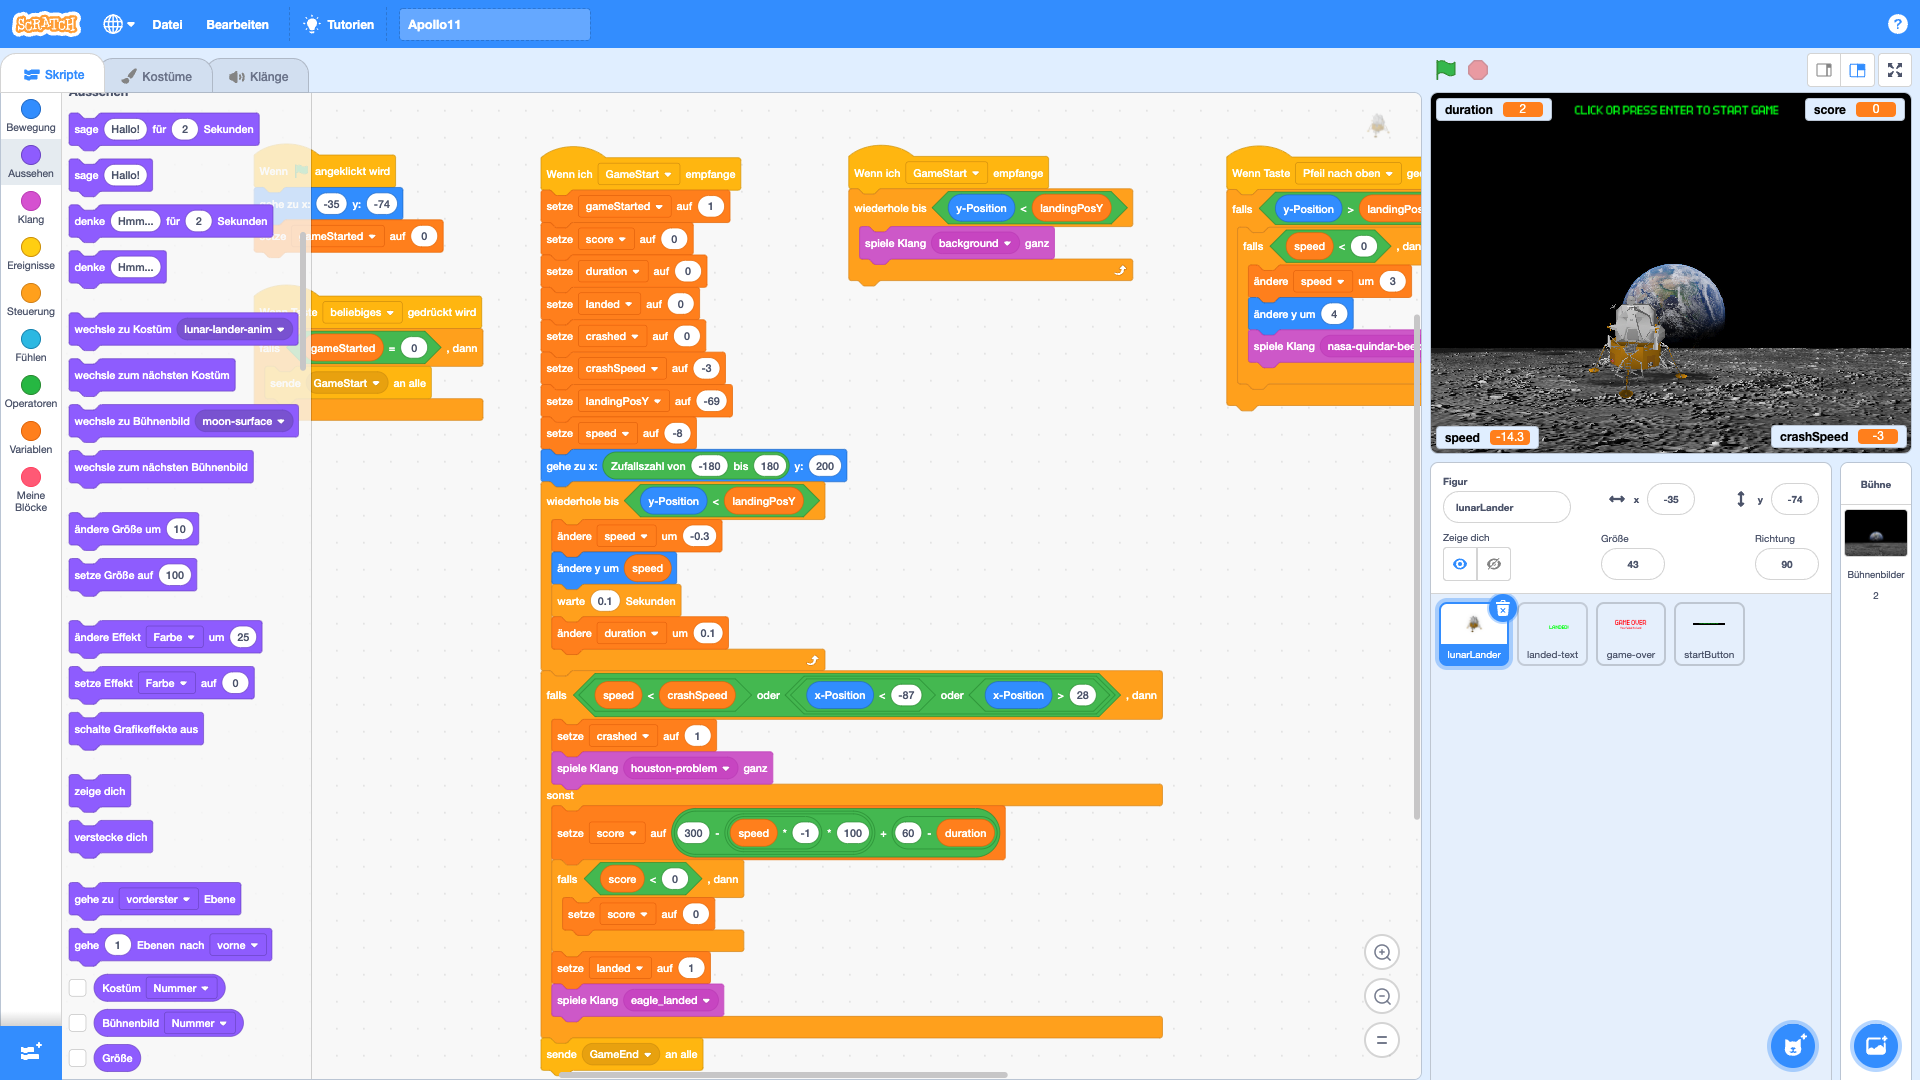 SCRATCH
Datei
Bearbeiten
Tutorien
Apollo11
?
Skripte
Kostüme
Klänge
Bewegung
Aussehen
Klang
Ereignisse
Steuerung
Fühlen
Operatoren
Variablen
Meine
Blöcke
Aussehen
sage Hallo! für 2 Sekunden
sage Hallo!
denke Hmm... für 2 Sekunden
denke Hmm...
wechsle zu Kostüm lunar-lander-anim
wechsle zum nächsten Kostüm
wechsle zu Bühnenbild moon-surface
wechsle zum nächsten Bühnenbild
ändere Größe um 10
setze Größe auf 100
ändere Effekt Farbe um 25
setze Effekt Farbe auf 0
schalte Grafikeffekte aus
zeige dich
verstecke dich
gehe zu vorderster Ebene
gehe 1 Ebenen nach vorne
Kostüm Nummer
Bühnenbild Nummer
Größe
Wenn angeklickt wird
gehe zu x: -35 y: -74
setze gameStarted auf 0
beliebiges gedrückt wird
falls gameStarted = 0 , dann
sende GameStart an alle
Wenn ich GameStart empfange
setze gameStarted auf 1
setze score auf 0
setze duration auf 0
setze landed auf 0
setze crashed auf 0
setze crashSpeed auf -3
setze landingPosY auf -69
setze speed auf -8
gehe zu x: Zufallszahl von -180 bis 180 y: 200
wiederhole bis y-Position < landingPosY
ändere speed um -0.3
ändere y um speed
warte 0.1 Sekunden
ändere duration um 0.1
falls speed < crashSpeed oder x-Position < -87 oder x-Position > 28 , dann
setze crashed auf 1
spiele Klang houston-problem ganz
sonst
setze score auf 300 - speed * -1 * 100 + 60 - duration
falls score < 0 , dann
setze score auf 0
setze landed auf 1
spiele Klang eagle_landed
sende GameEnd an alle
Wenn ich GameStart empfange
wiederhole bis y-Position < landingPosY
spiele Klang background ganz
Wenn Taste Pfeil nach oben
falls y-Position > landingPos
falls speed < 0 , dan
ändere speed um 3
ändere y um 4
spiele Klang nasa-quindar-bee
duration 2
CLICK OR PRESS ENTER TO START GAME
score 0
speed -14.3
crashSpeed -3
Figur
lunarLander
x -35
y -74
Zeige dich
Größe
43
Richtung
90
lunarLander
LANDED!
landed-text
GAME OVER
game-over
startButton
Bühne
Bühnenbilder
2